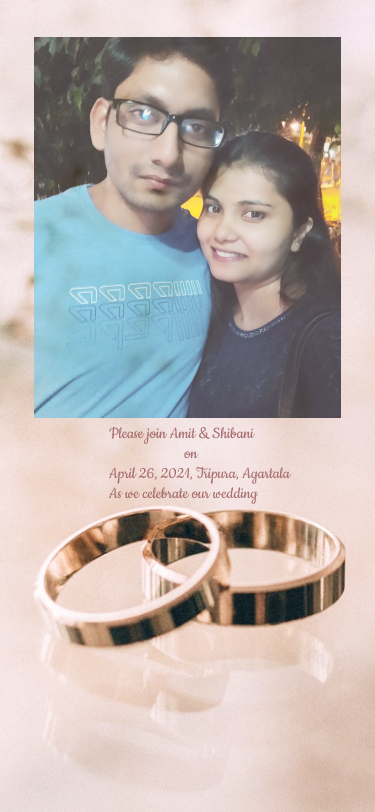 Please join Amit & Shibani
on
April 26, 2021, Tripura, Agartala
As we celebrate our wedding